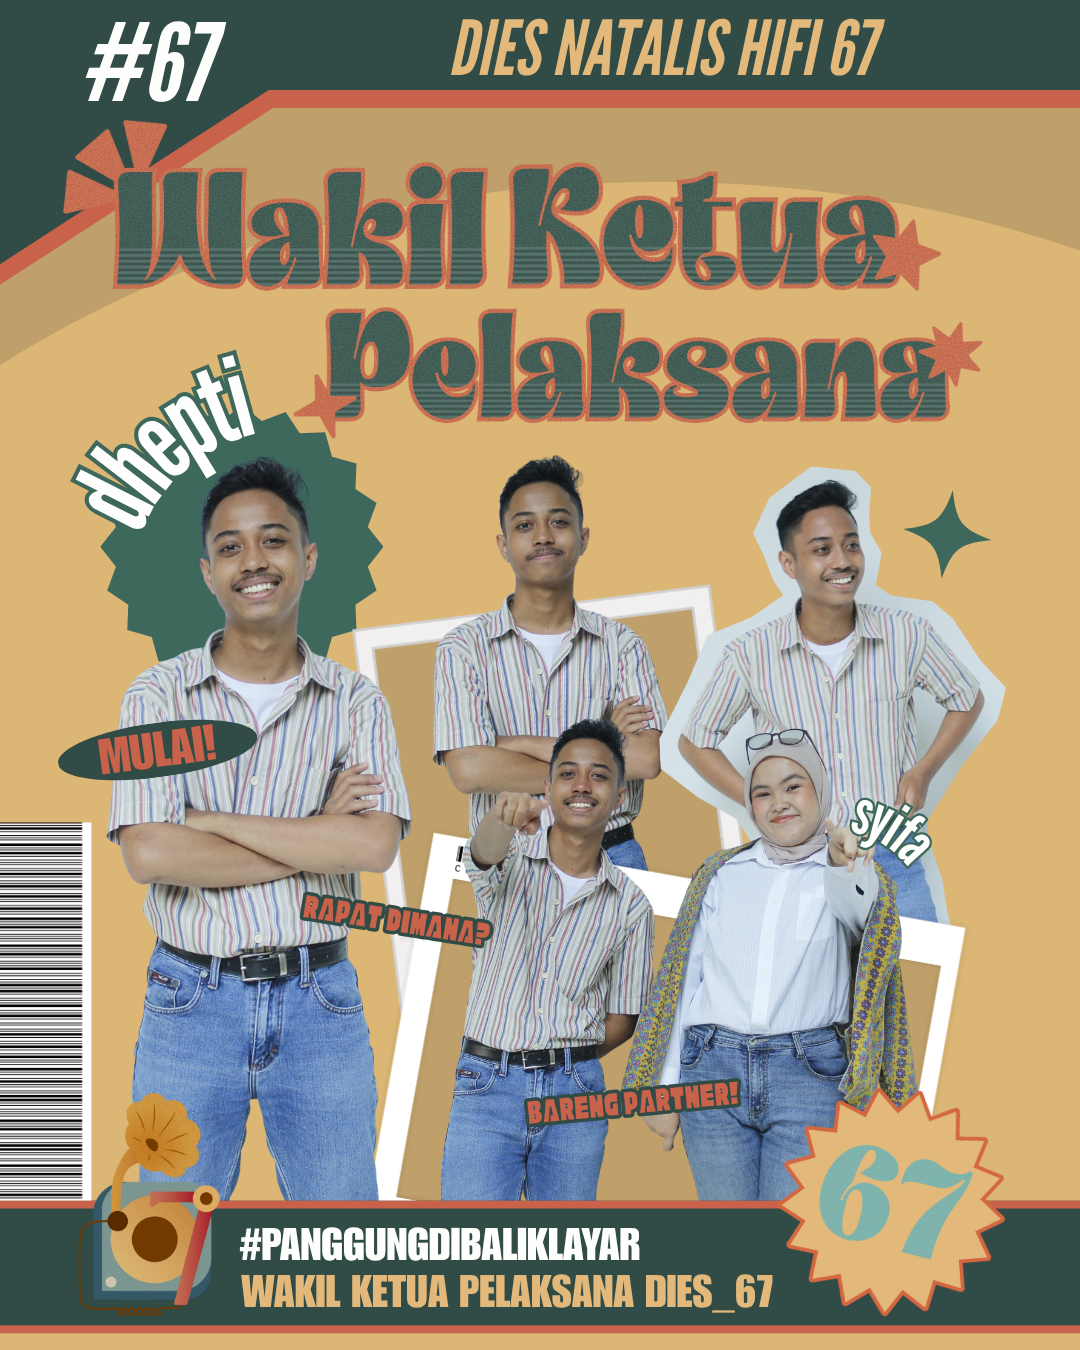 #67
DIES NATALIS HIFI 67
Wakil Ketua
Pelaksana
dhepti
MULAI!
syifa
RAPAT DIMANA?
BARENG PARTNER!
67
#PANGGUNGDIBALIKLAYAR
WAKIL KETUA PELAKSANA DIES_67